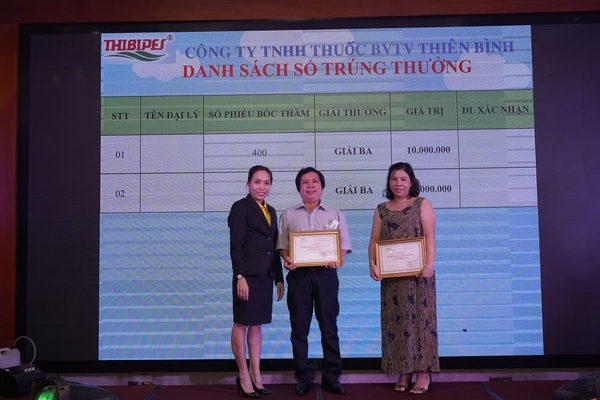 THIBIPES®
CÔNG TY TNHH THUỐC BVTV THIÊN BÌNH
DANH SÁCH SỐ TRÚNG THƯỞNG
STT TÊN ĐẠI LÝ SỐ PHIẾU BỐC THĂM GIẢI THƯỞNG GIÁ TRỊ ĐL XÁC NHẬN
01 400 GIẢI BA 10.000.000
02 GIẢI BA 000.000